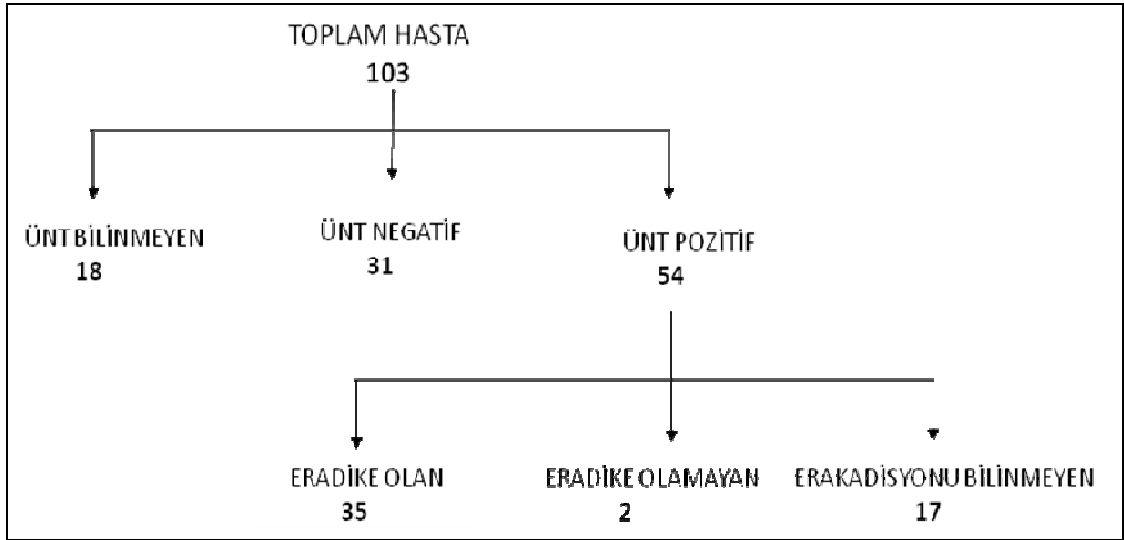 TOPLAM HASTA
103
ÜNT BİLİNMEYEN
18
ÜNT NEGATİF
31
ÜNT POZİTİF
54
ERADİKE OLAN
35
ERADİKE OLAMAYAN
2
ERAKADİSYONU BİLİNMEYEN
17